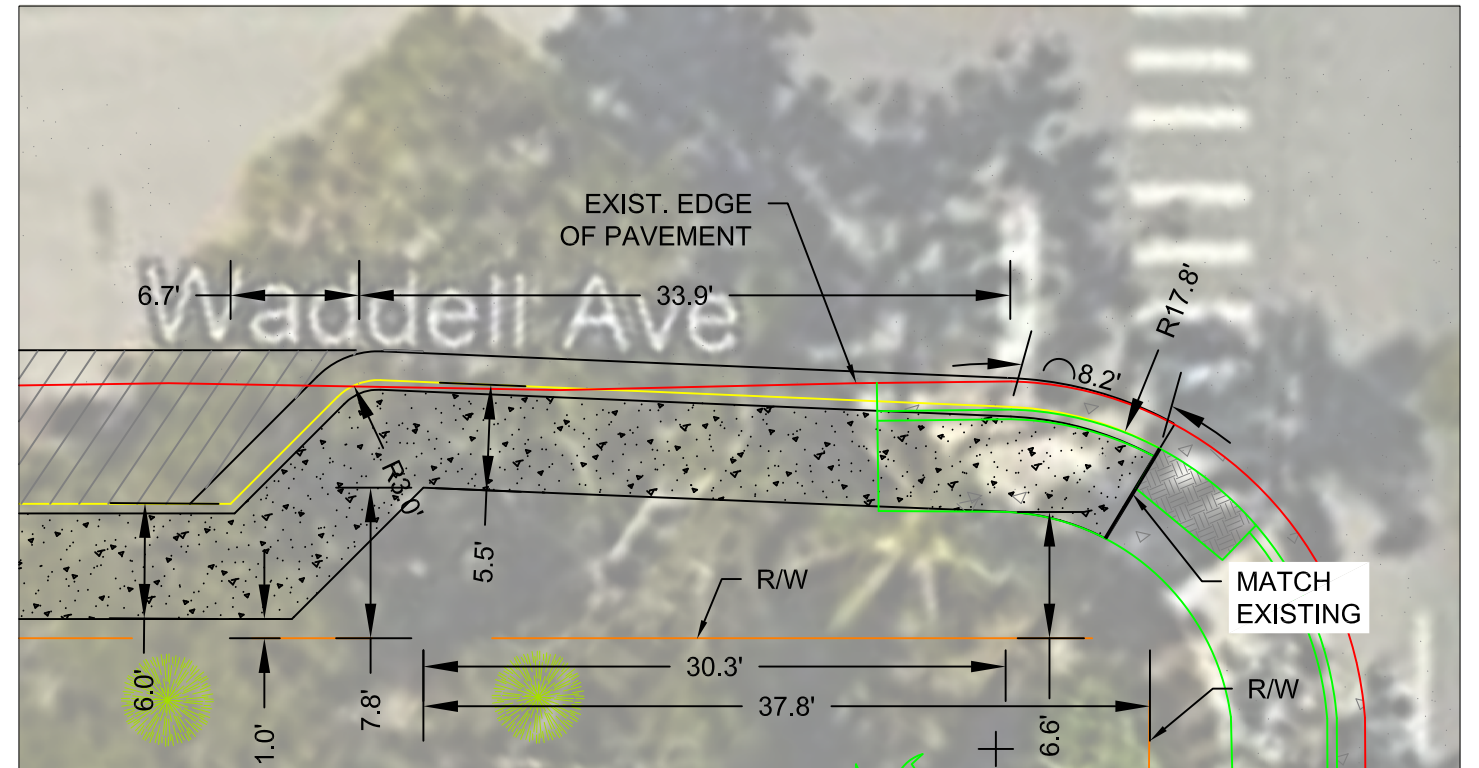 EXIST. EDGE
OF PAVEMENT
R17.8'
6.7'
33.9'
Waddell Ave
8.2'
R3.0'
5.5'
R/W
MATCH
EXISTING
30.3'
R/W
6.0'
37.8'
7.8'
1.0'
6.6'